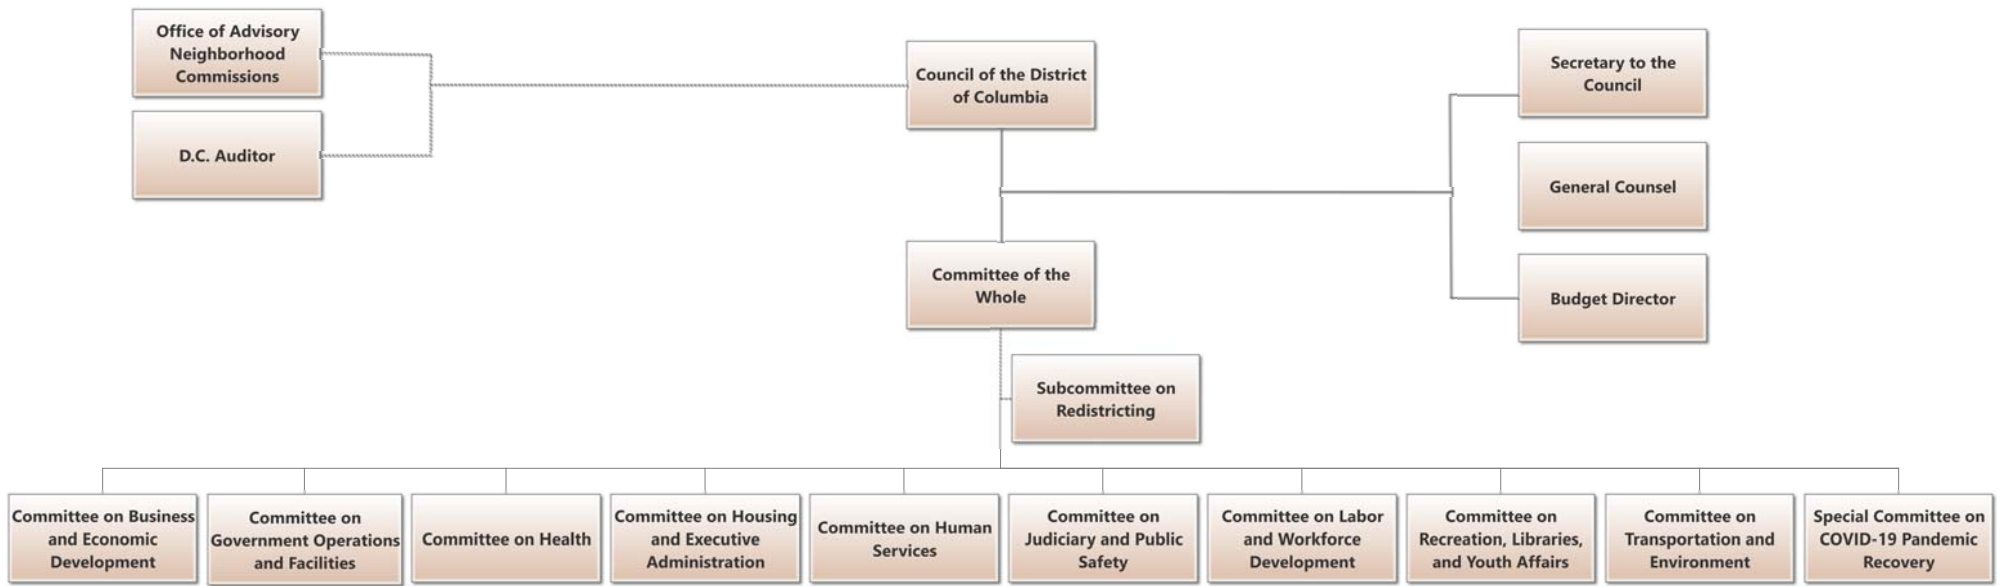 Office of Advisory
Neighborhood
Commissions
D.C. Auditor
Council of the District
of Columbia
Secretary to the
Council
General Counsel
Budget Director
Committee of the
Whole
Subcommittee on
Redistricting
Committee on Business
and Economic
Development
Committee on
Government Operations
and Facilities
Committee on Health
Committee on Housing
and Executive
Administration
Committee on Human
Services
Committee on
Judiciary and Public
Safety
Committee on Labor
and Workforce
Development
Committee on
Recreation, Libraries,
and Youth Affairs
Committee on
Transportation and
Environment
Special Committee on
COVID-19 Pandemic
Recovery